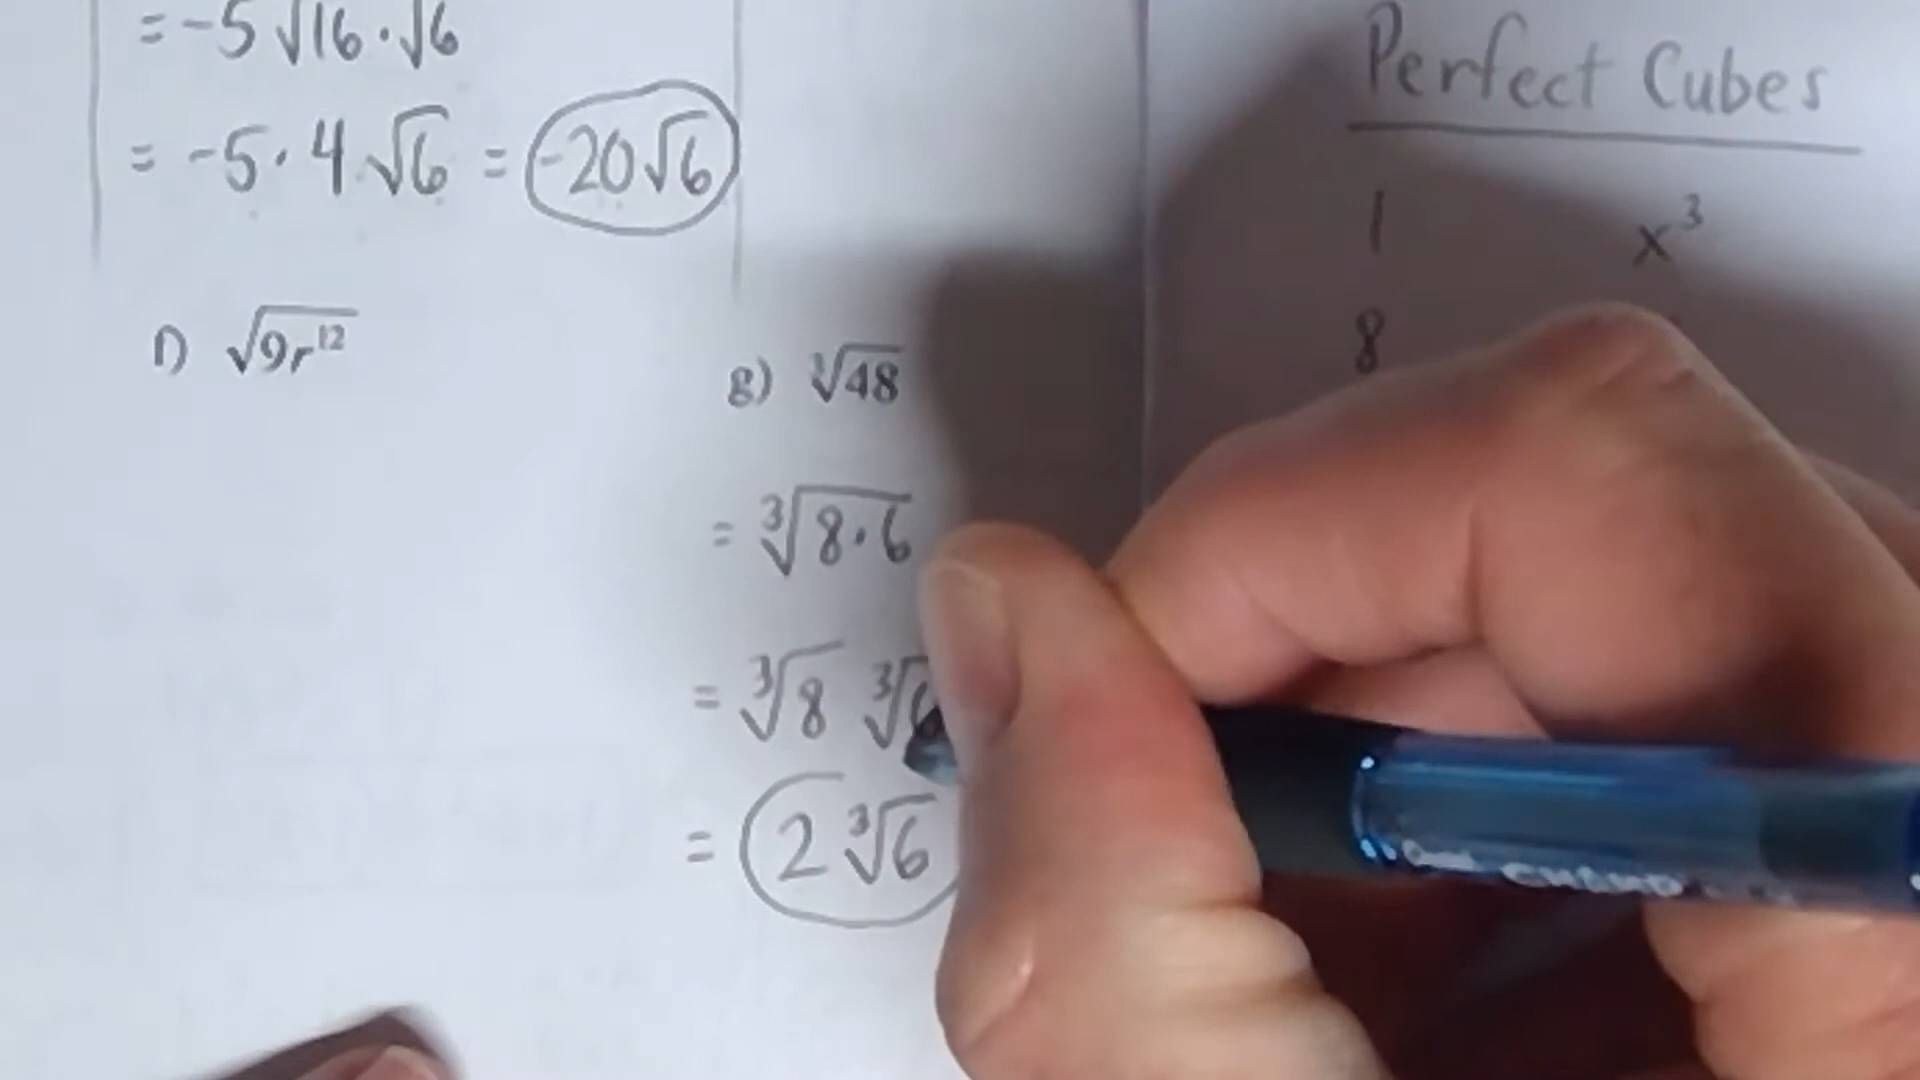 = -5√16 · √6
= -5 · 4 √6 = -20√6
f) √9r¹²
g) ∛48
= ∛8·6
= ∛8 ∛6
= 2 ∛6
Perfect Cubes
1 x³
8